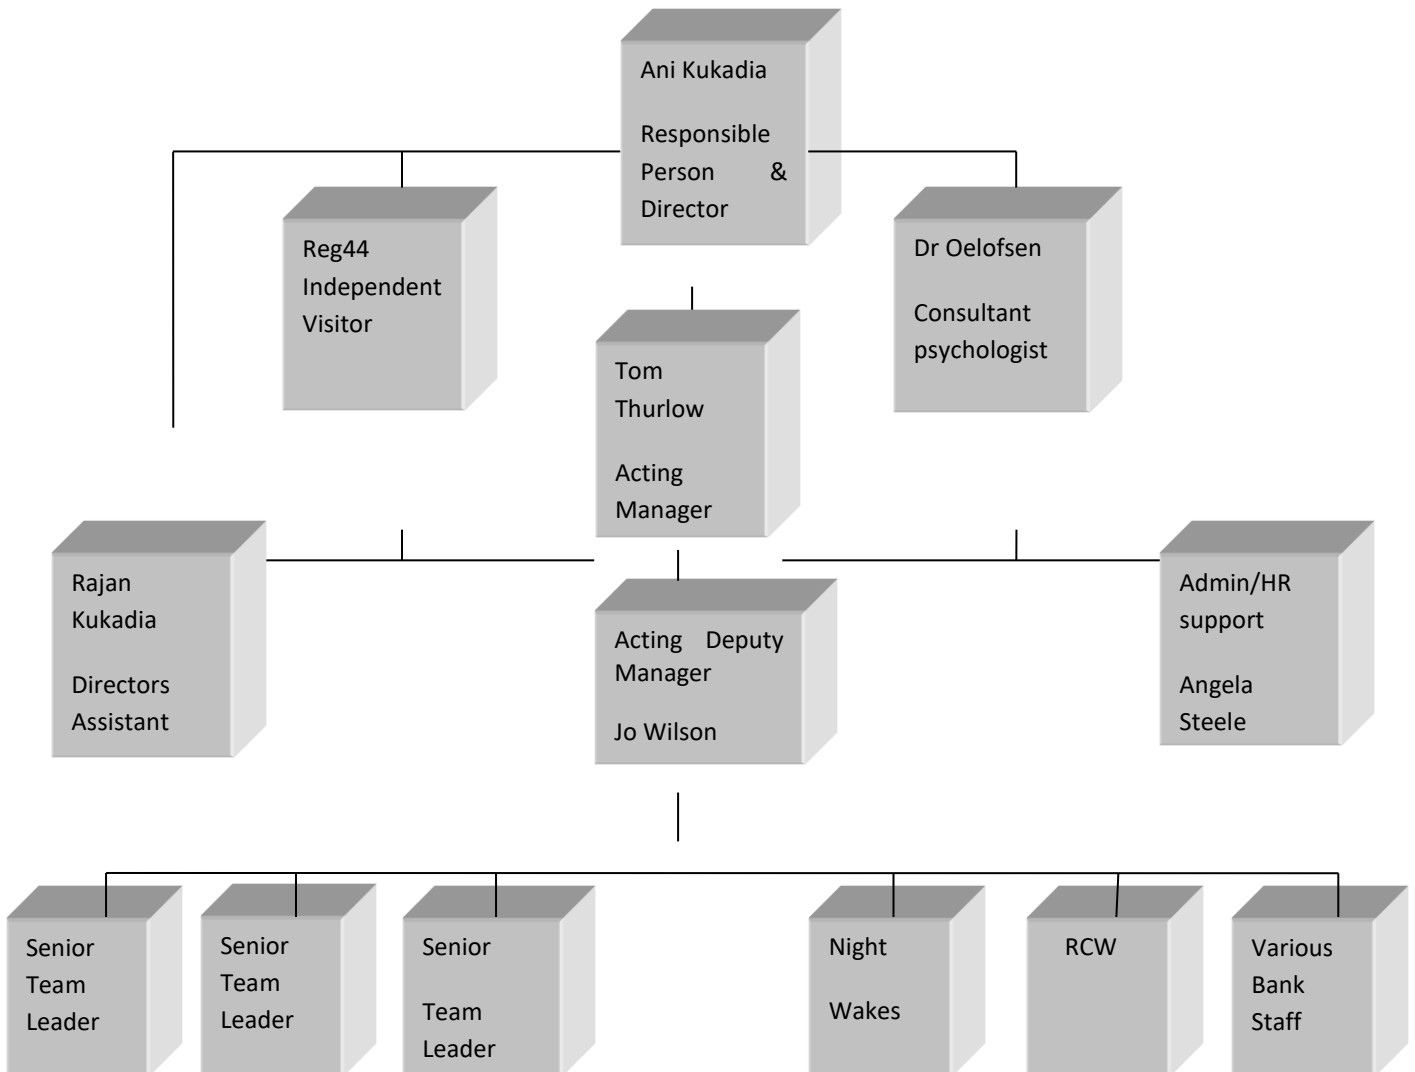 Ani Kukadia
Responsible
Person &
Director
Reg44
Independent
Visitor
Dr Oelofsen
Consultant
psychologist
Tom
Thurlow
Acting
Manager
Rajan
Kukadia
Directors
Assistant
Acting Deputy
Manager
Jo Wilson
Admin/HR
support
Angela
Steele
Senior
Team
Leader
Senior
Team
Leader
Senior
Team
Leader
Night
Wakes
RCW
Various
Bank
Staff